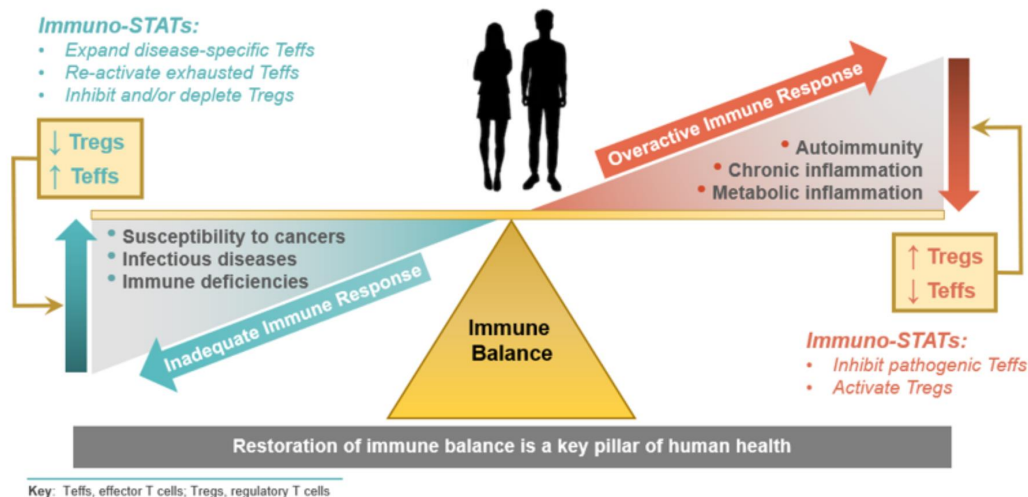 Immuno-STATs:
• Expand disease-specific Teffs
• Re-activate exhausted Teffs
• Inhibit and/or deplete Tregs
↓ Tregs
↑ Teffs
Overactive Immune Response
• Autoimmunity
• Chronic inflammation
• Metabolic inflammation
• Susceptibility to cancers
• Infectious diseases
• Immune deficiencies
Inadequate Immune Response
↑ Tregs
↓ Teffs
Immune
Balance
Immuno-STATs:
• Inhibit pathogenic Teffs
• Activate Tregs
Restoration of immune balance is a key pillar of human health
Key: Teffs, effector T cells; Tregs, regulatory T cells